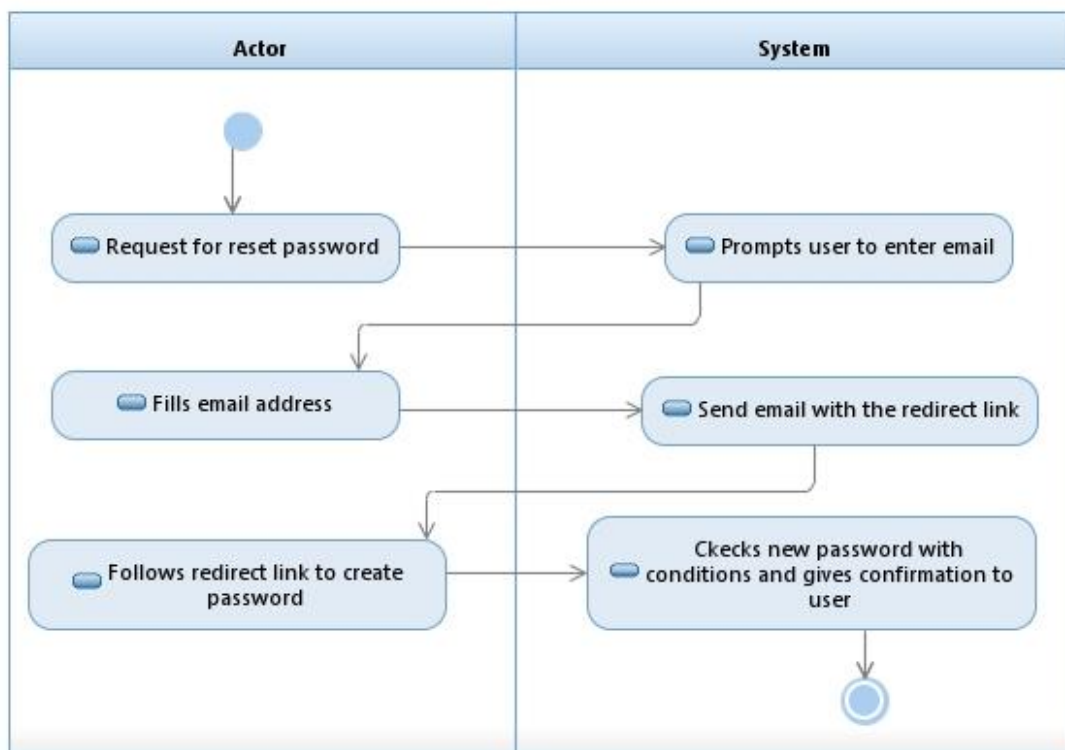 Actor
System
Request for reset password
Prompts user to enter email
Fills email address
Send email with the redirect link
Follows redirect link to create
password
Ckecks new password with
conditions and gives confirmation to
user